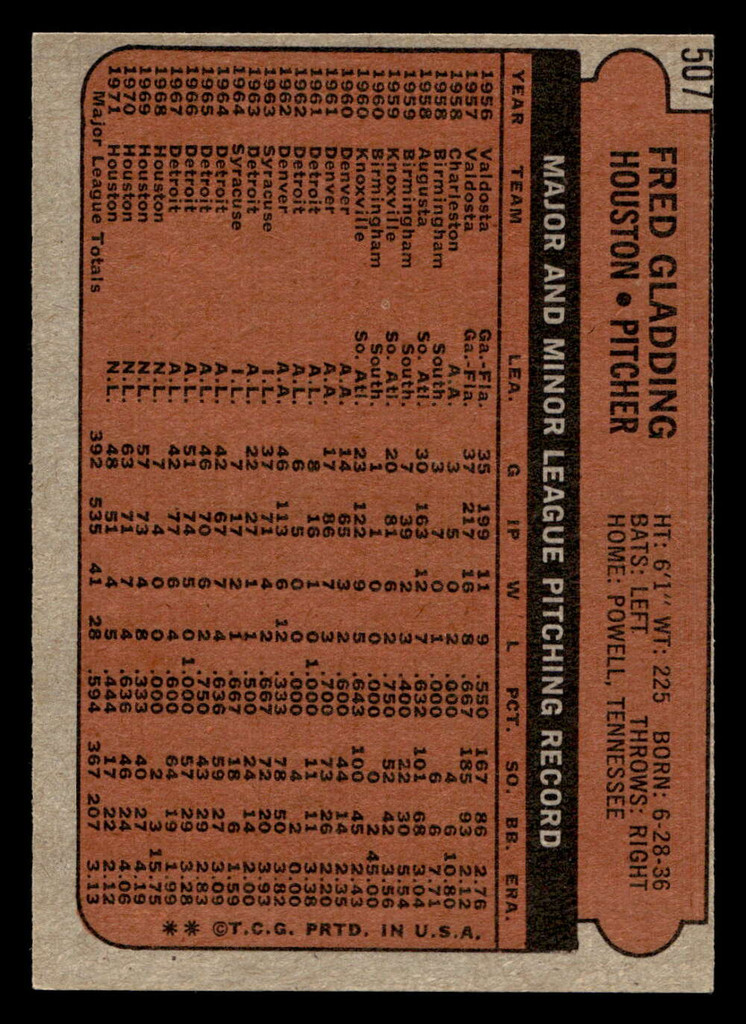 507
FRED GLADDING
HOUSTON • PITCHER
HT: 6'1" WT: 225 BORN: 6-28-36
BATS: LEFT THROWS: RIGHT
HOME: POWELL, TENNESSEE
MAJOR AND MINOR LEAGUE PITCHING RECORD
YEAR TEAM LEA. G IP W L PCT. SO. BB. ERA.
1956 Valdosta Ga.-Fla. 35 199 11 9 .550 167 86 2.76
1957 Valdosta Ga.-Fla. 37 217 16 8 .667 185 93 2.12
1958 Charleston A.A. 3 5 0 0 .000 4 6 10.80
1958 Birmingham South. 3 7 0 1 .000 6 6 7.71
1958 Augusta So. Atl. 30 163 12 7 .632 101 68 3.04
1959 Birmingham South. 7 39 2 3 .400 22 30 5.54
1959 Knoxville So. Atl. 20 81 6 2 .750 52 42 3.56
1960 Birmingham South. 1 1 0 0 .000 0 2 45.00
1960 Knoxville So. Atl. 23 122 9 5 .643 100 45 2.43
1960 Denver A.A. 14 65 3 2 .600 44 14 2.35
1961 Denver A.A. 17 86 7 3 .700 73 26 2.20
1961 Detroit A.L. 8 16 1 0 1.000 11 11 3.38
1962 Detroit A.L. 6 5 0 0 .000 4 2 0.00
1962 Denver A.A. 46 113 6 12 .333 78 50 3.82
1963 Syracuse I.L. 37 71 4 2 .667 72 20 3.93
1963 Detroit A.L. 22 27 1 1 .500 24 14 2.00
1964 Syracuse I.L. 7 17 2 1 .667 18 6 1.59
1964 Detroit A.L. 42 67 7 4 .636 59 27 3.09
1965 Detroit A.L. 46 70 6 2 .750 43 29 2.83
1966 Detroit A.L. 51 74 5 0 1.000 57 29 3.28
1967 Detroit A.L. 42 77 6 4 .600 64 19 1.99
1968 Houston N.L. 7 4 0 0 .000 2 3 15.75
1969 Houston N.L. 57 73 4 8 .333 40 27 4.19
1970 Houston N.L. 63 71 7 4 .636 46 24 4.06
1971 Houston N.L. 48 51 4 5 .444 17 22 2.12
Major League Totals 392 535 41 28 .594 367 207 3.13
** ©T.C.G. PRTD. IN U.S.A.